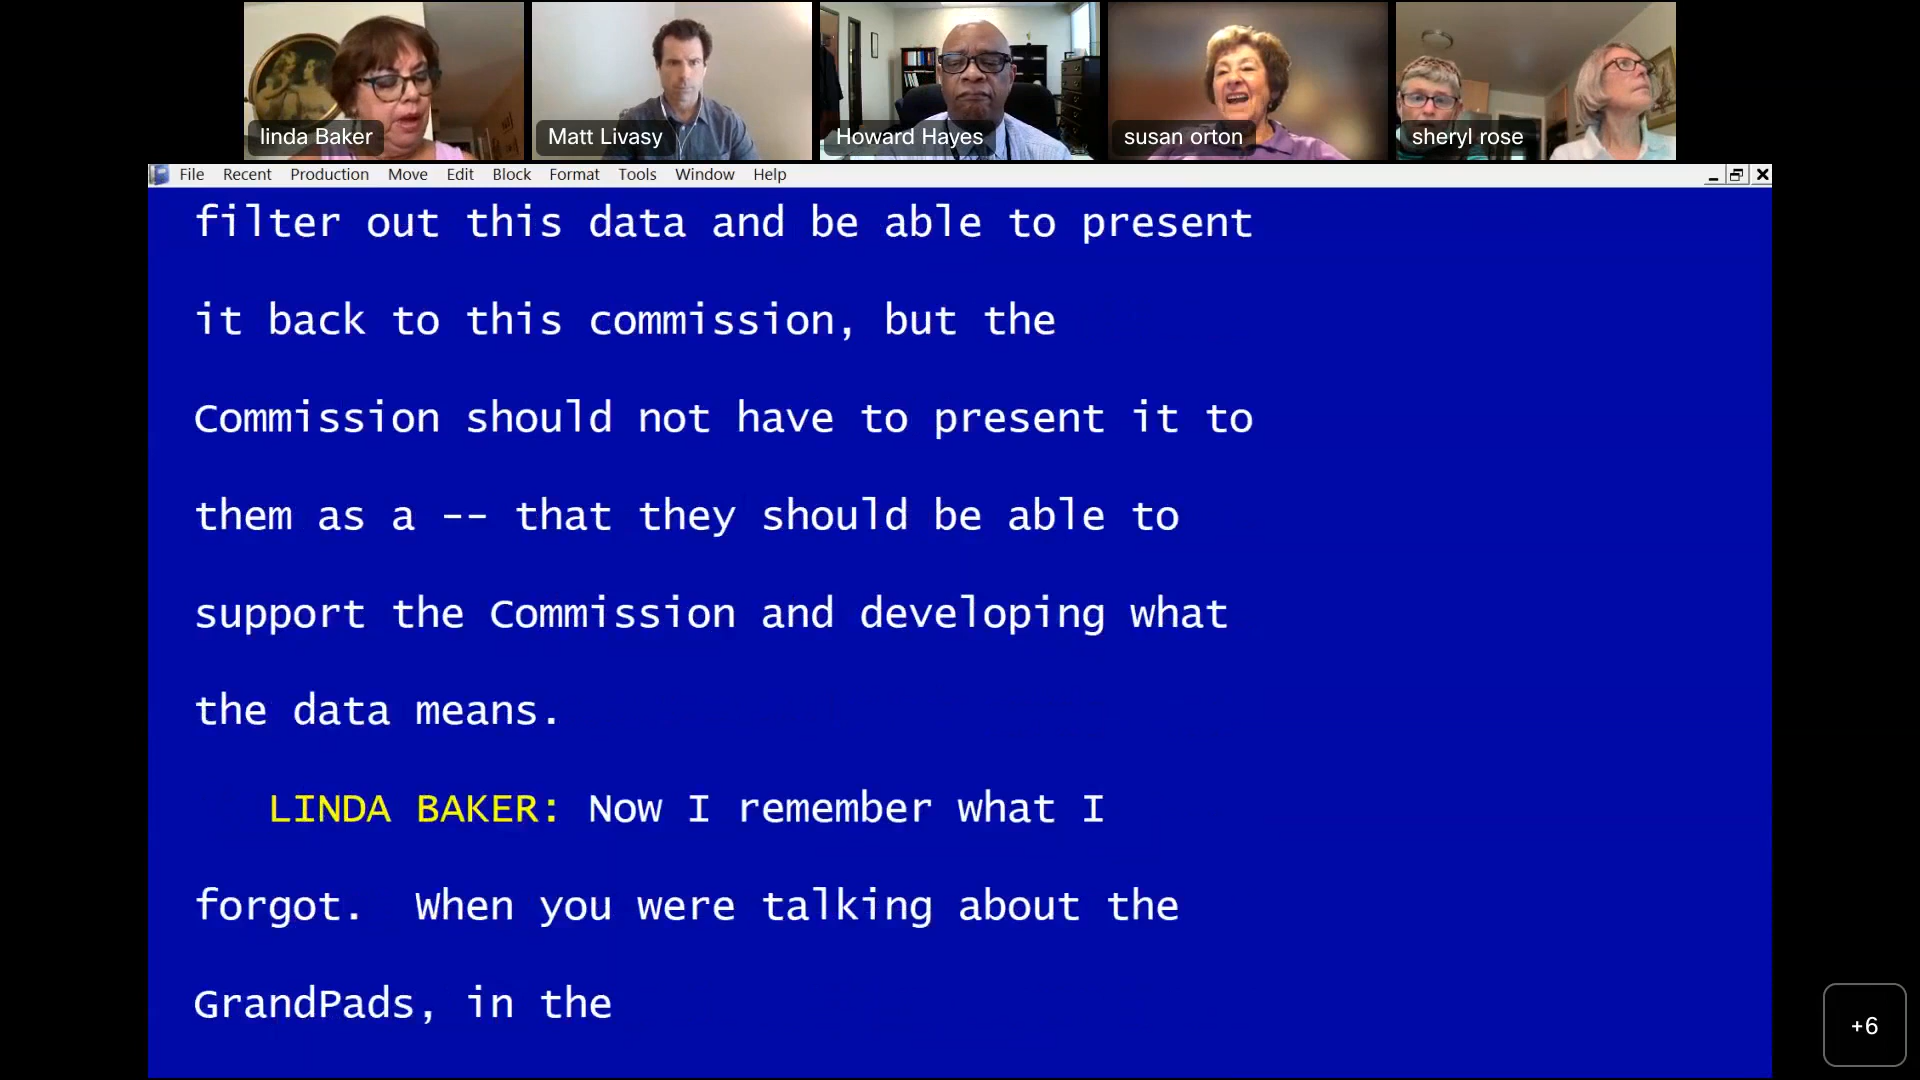 linda Baker
Matt Livasy
Howard Hayes
susan orton
sheryl rose
File Recent Production Move Edit Block Format Tools Window Help
filter out this data and be able to present
it back to this commission, but the
Commission should not have to present it to
them as a -- that they should be able to
support the Commission and developing what
the data means.
LINDA BAKER: Now I remember what I
forgot. When you were talking about the
GrandPads, in the
+6